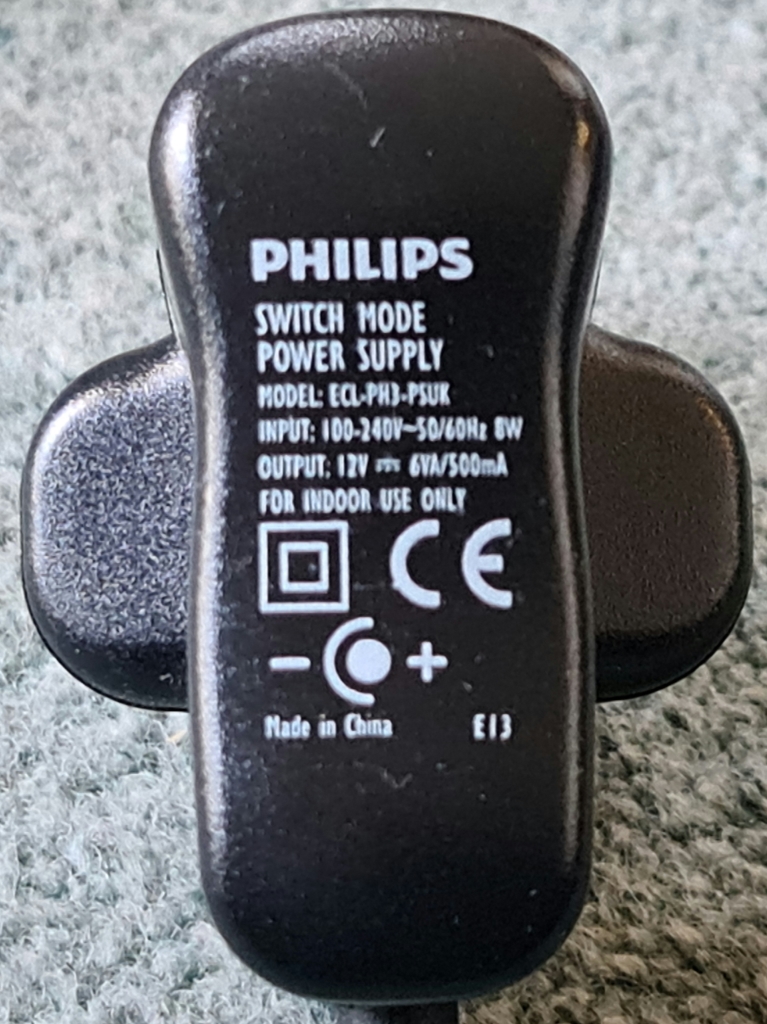 PHILIPS
SWITCH MODE
POWER SUPPLY
MODEL: ECL-PH3-PSUK
INPUT: 100-240V~50/60Hz 8W
OUTPUT: 12V ⎓ 6VA/500mA
FOR INDOOR USE ONLY
CE
− +
Made in China E13